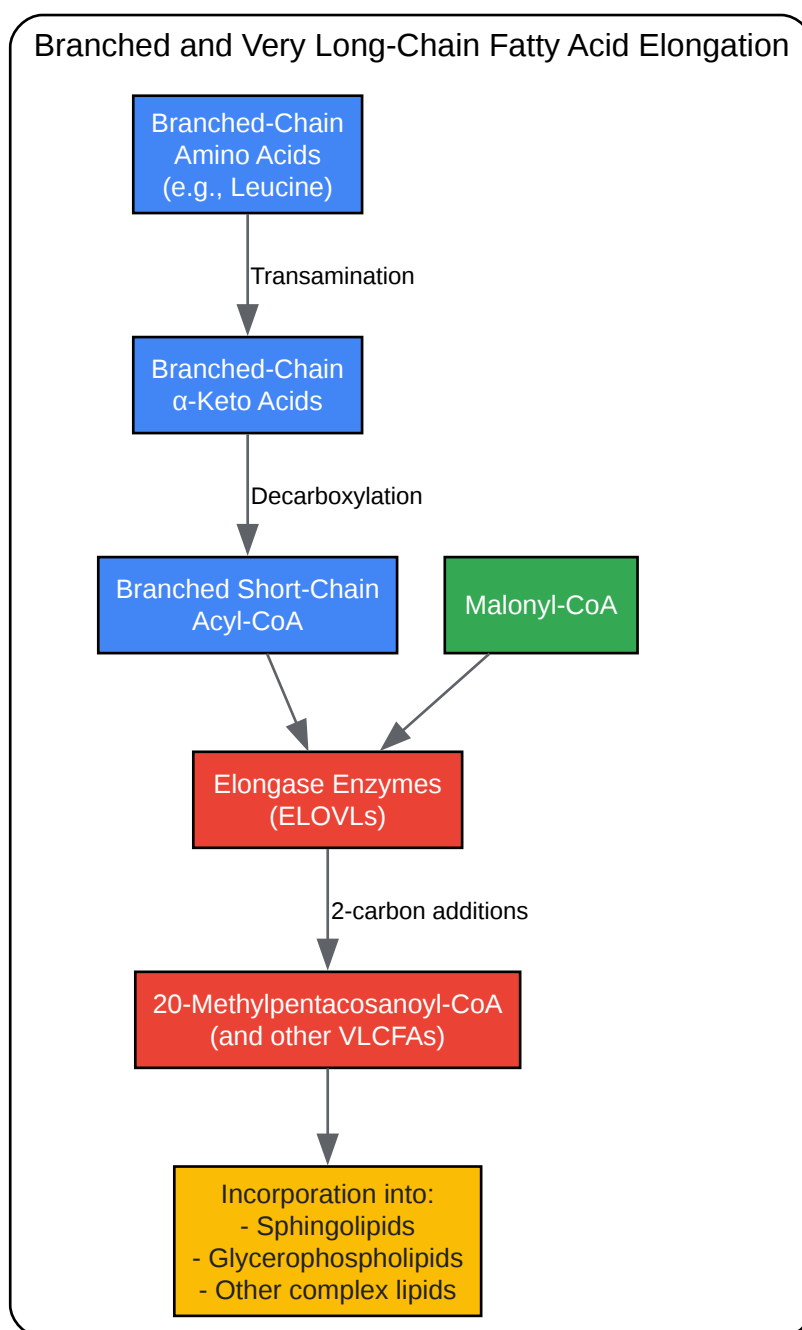 Branched and Very Long-Chain Fatty Acid Elongation
Branched-Chain
Amino Acids
(e.g., Leucine)
Transamination
Branched-Chain
α-Keto Acids
Decarboxylation
Branched Short-Chain
Acyl-CoA
Malonyl-CoA
Elongase Enzymes
(ELOVLs)
2-carbon additions
20-Methylpentacosanoyl-CoA
(and other VLCFAs)
Incorporation into:
- Sphingolipids
- Glycerophospholipids
- Other complex lipids